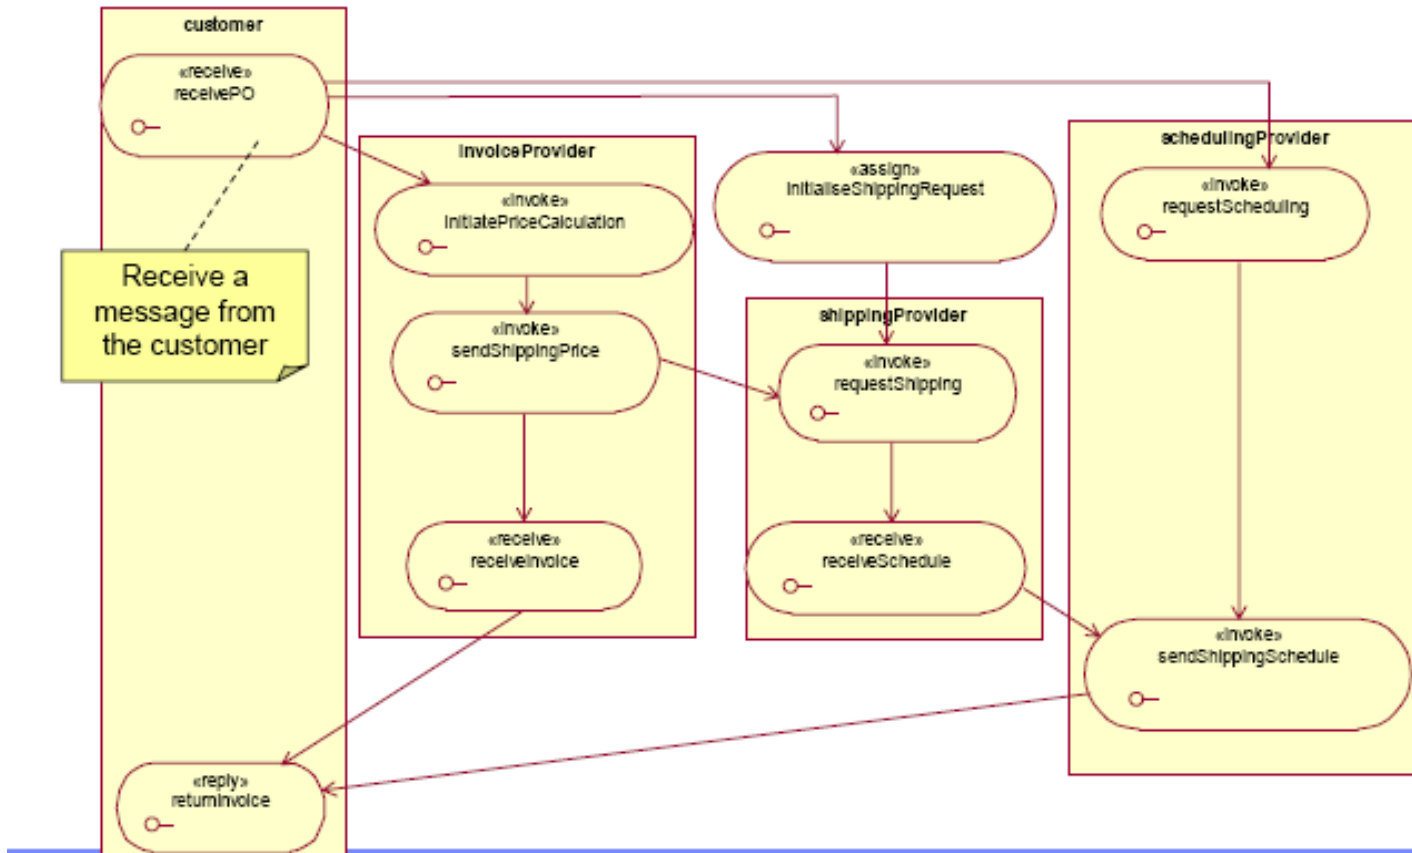 customer
«receive»
receivePO
Receive a
message from
the customer
invoiceProvider
«invoke»
initiatePriceCalculation
«invoke»
sendShippingPrice
«receive»
receiveInvoice
«assign»
initialiseShippingRequest
shippingProvider
«invoke»
requestShipping
«receive»
receiveSchedule
schedulingProvider
«invoke»
requestScheduling
«invoke»
sendShippingSchedule
«reply»
returnInvoice